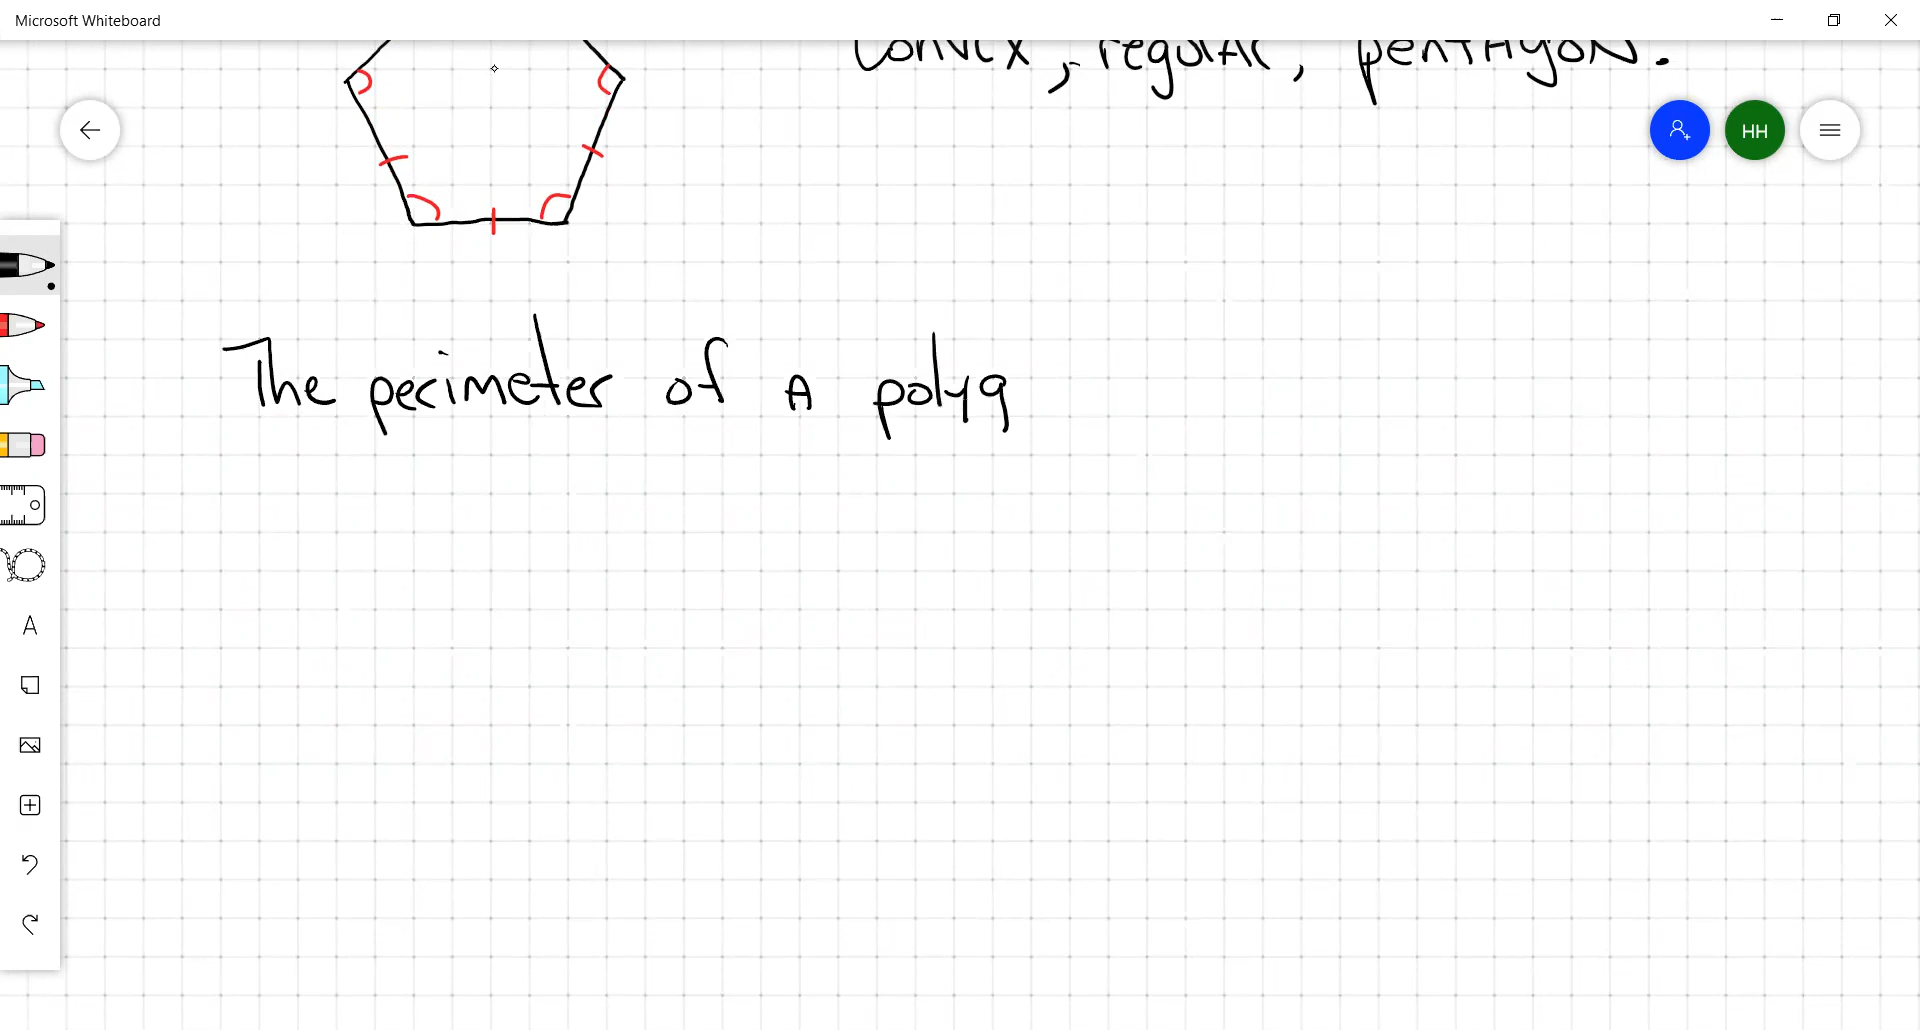 Microsoft Whiteboard
convex, regular, pentagon.
HH
The perimeter of a polyg
A